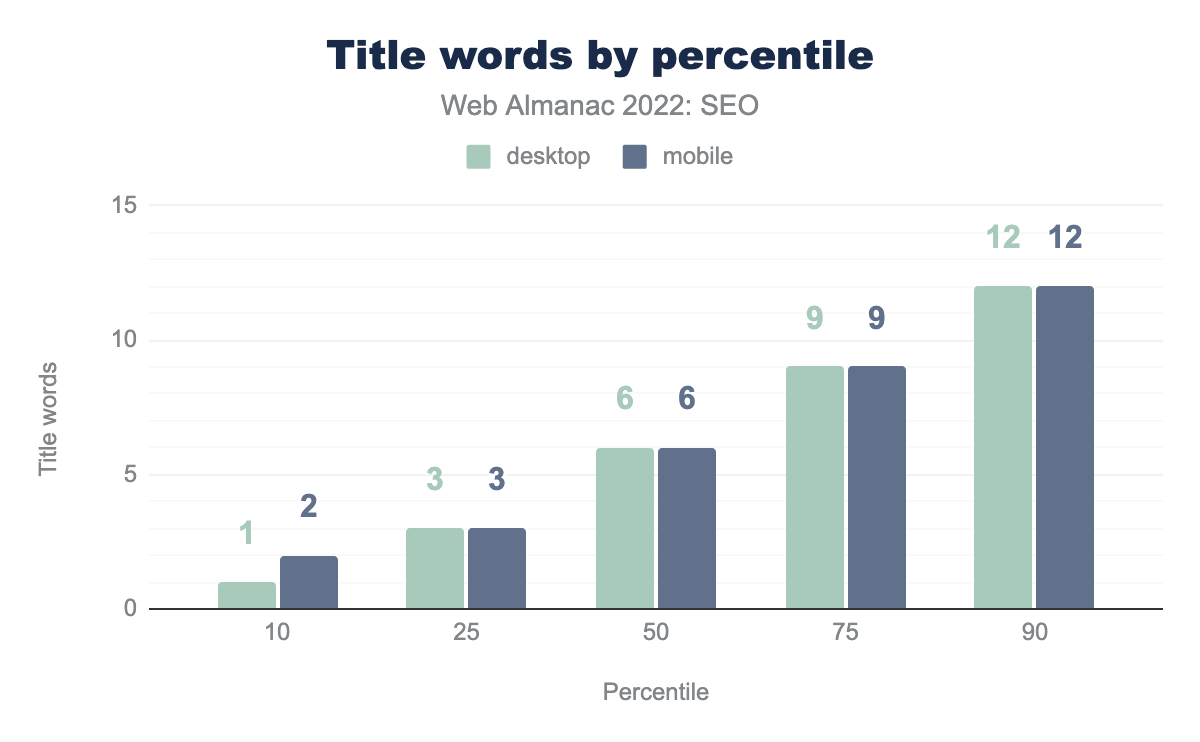 Title words by percentile
Web Almanac 2022: SEO
desktop mobile
15
12 12
10
9 9
6 6
5
3 3
2
1
0
10 25 50 75 90
Title words
Percentile